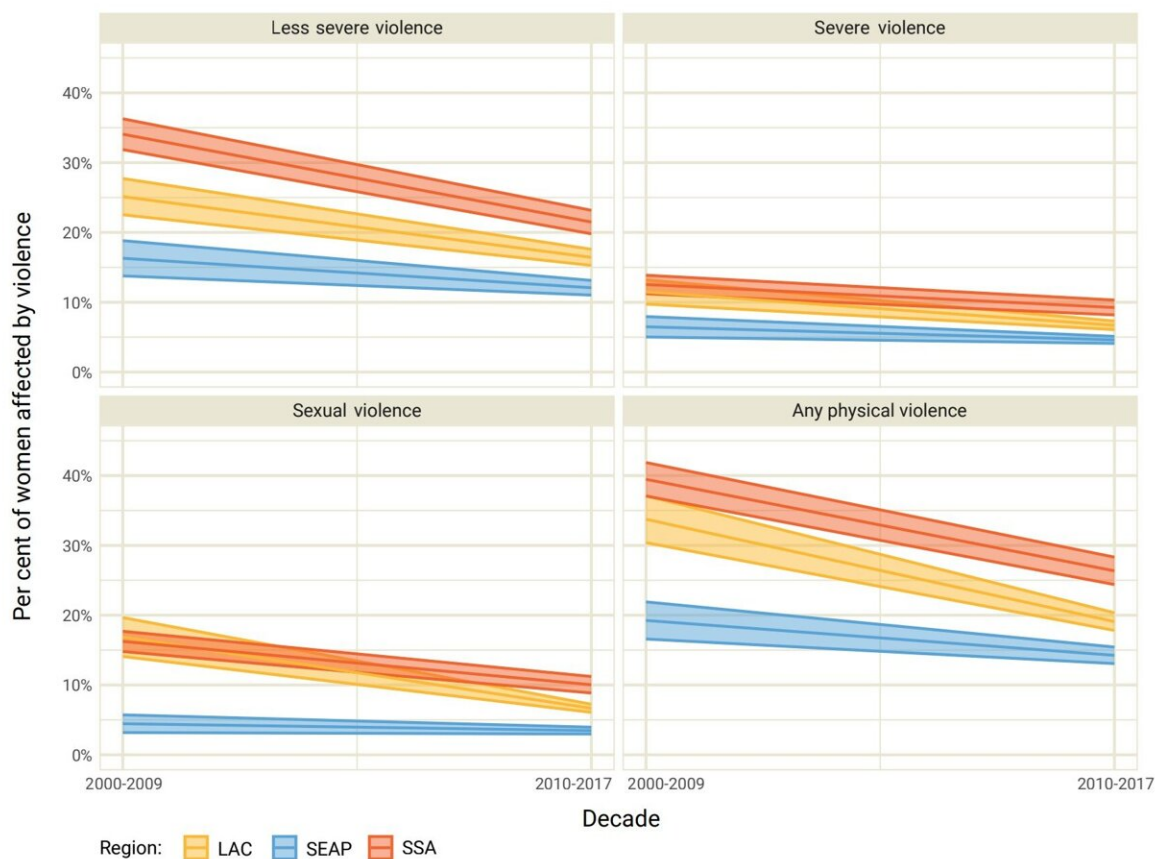 Less severe violence
Severe violence
40%
30%
20%
10%
0%
Sexual violence
Any physical violence
40%
30%
20%
10%
0%
2000-2009
2010-2017
2000-2009
2010-2017
Per cent of women affected by violence
Decade
Region: LAC SEAP SSA